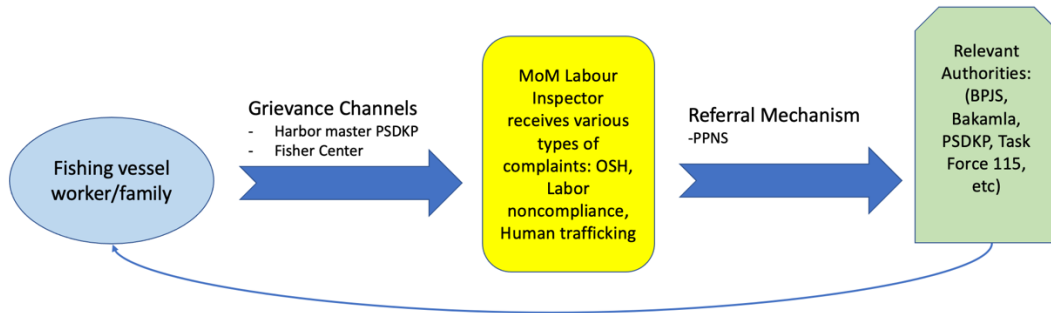 Fishing vessel
worker/family
Grievance Channels
- Harbor master PSDKP
- Fisher Center
MoM Labour
Inspector
receives various
types of
complaints: OSH,
Labor
noncompliance,
Human trafficking
Referral Mechanism
-PPNS
Relevant
Authorities:
(BPJS,
Bakamla,
PSDKP, Task
Force 115,
etc)